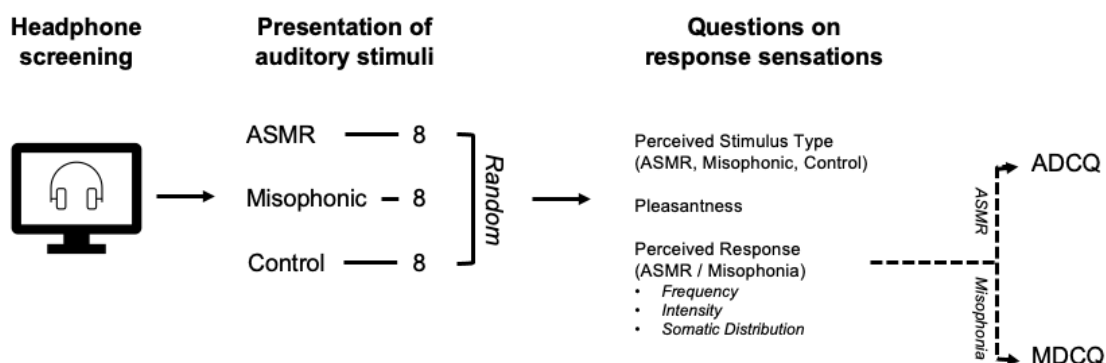 Headphone
screening
Presentation of
auditory stimuli
Questions on
response sensations
ASMR 8
Misophonic 8
Control 8
Random
Perceived Stimulus Type
(ASMR, Misophonic, Control)
Pleasantness
Perceived Response
(ASMR / Misophonia)
• Frequency
• Intensity
• Somatic Distribution
ASMR
Misophonia
ADCQ
MDCQ